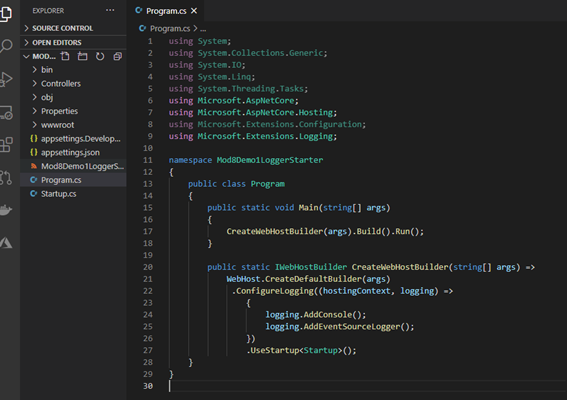 EXPLORER ...
SOURCE CONTROL
OPEN EDITORS
MOD...
bin
Controllers
obj
Properties
wwwroot
appsettings.Develop...
appsettings.json
Mod8Demo1LoggerS...
Program.cs
Startup.cs
Program.cs ×
Program.cs > ...
1 using System;
2 using System.Collections.Generic;
3 using System.IO;
4 using System.Linq;
5 using System.Threading.Tasks;
6 using Microsoft.AspNetCore;
7 using Microsoft.AspNetCore.Hosting;
8 using Microsoft.Extensions.Configuration;
9 using Microsoft.Extensions.Logging;
10
11 namespace Mod8Demo1LoggerStarter
12 {
13 public class Program
14 {
15 public static void Main(string[] args)
16 {
17 CreateWebHostBuilder(args).Build().Run();
18 }
19
20 public static IWebHostBuilder CreateWebHostBuilder(string[] args) =>
21 WebHost.CreateDefaultBuilder(args)
22 .ConfigureLogging((hostingContext, logging) =>
23 {
24 logging.AddConsole();
25 logging.AddEventSourceLogger();
26 })
27 .UseStartup<Startup>();
28 }
29 }
30